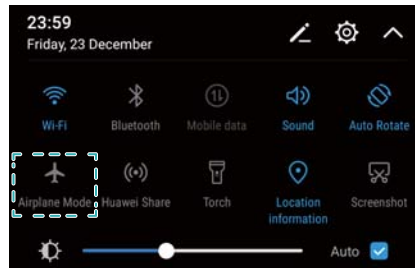 23:59
Friday, 23 December
Wi-Fi Bluetooth Mobile data Sound Auto Rotate
Airplane Mode Huawei Share Torch Location information Screenshot
Auto